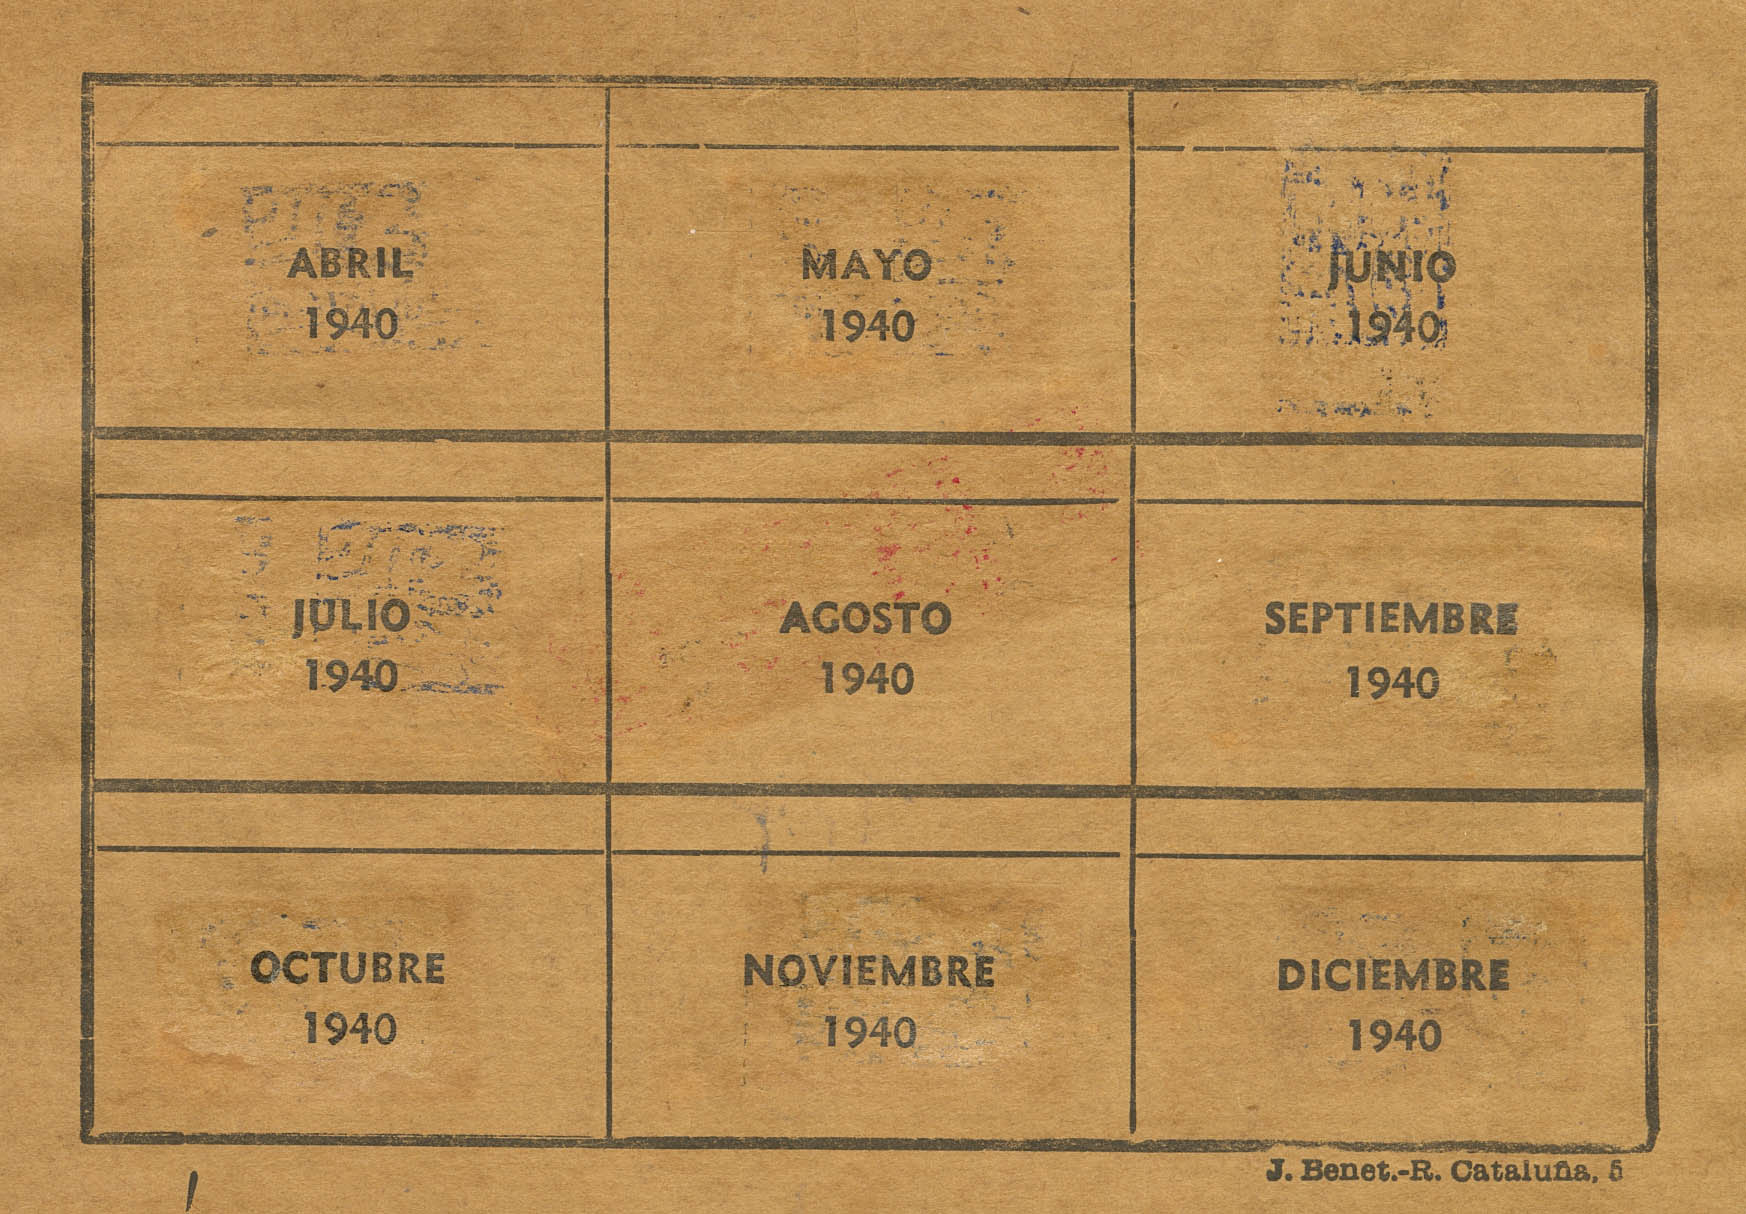 ABRIL
1940
MAYO
1940
JUNIO
1940
JULIO
1940
AGOSTO
1940
SEPTIEMBRE
1940
OCTUBRE
1940
NOVIEMBRE
1940
DICIEMBRE
1940
J. Benet.-R. Cataluña, 5